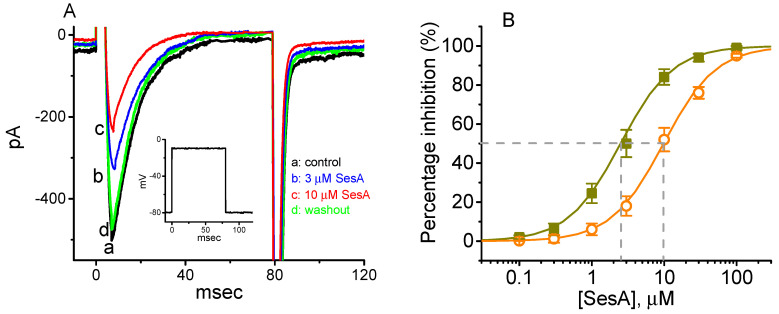 A
pA
0
-200
-400
c
b
d
a
mV
0
-40
-80
0
50
100
msec
a: control
b: 3 μM SesA
c: 10 μM SesA
d: washout
0
40
80
120
msec
B
Percentage inhibition (%)
100
80
60
40
20
0
0.1
1
10
100
[SesA], μM